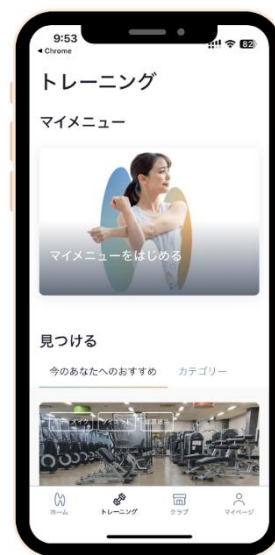 9:53
82
◀ Chrome
トレーニング
マイメニュー
マイメニューをはじめる
見つける
今のあなたへのおすすめ
カテゴリー
ホーム
トレーニング
クラブ
マイページ